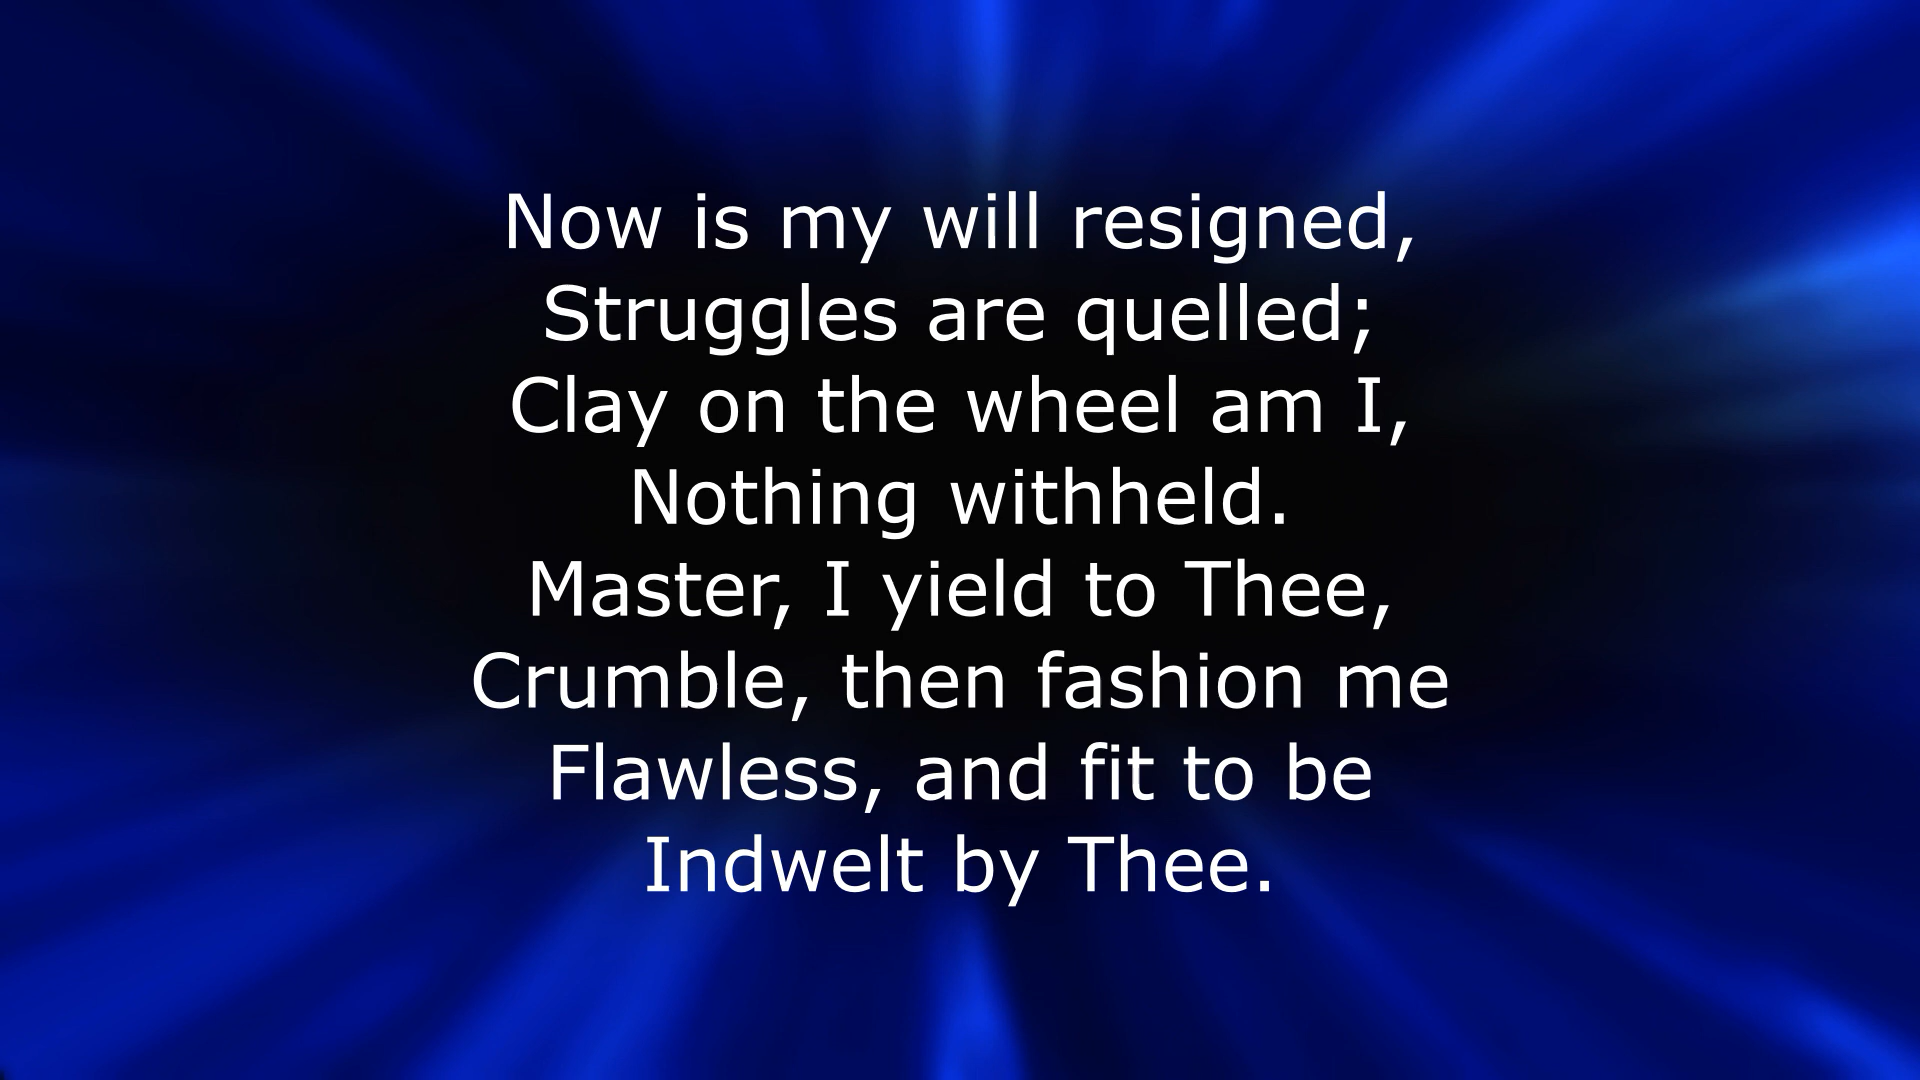 Now is my will resigned,
Struggles are quelled;
Clay on the wheel am I,
Nothing withheld.
Master, I yield to Thee,
Crumble, then fashion me
Flawless, and fit to be
Indwelt by Thee.